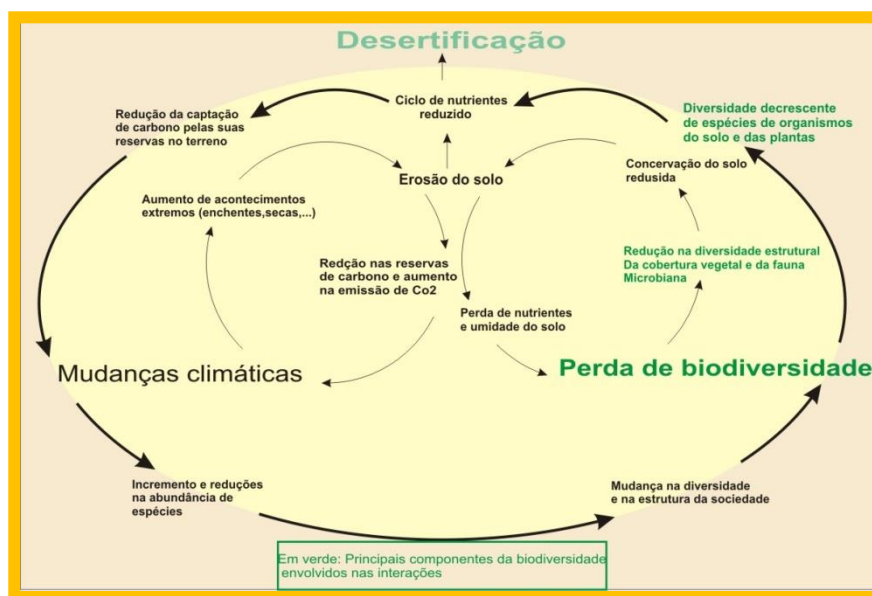 Desertificação
Ciclo de nutrientes
reduzido
Redução da captação
de carbono pelas suas
reservas no terreno
Diversidade decrescente
de espécies de organismos
do solo e das plantas
Erosão do solo
Concervação do solo
redusida
Aumento de acontecimentos
extremos (enchentes,secas,...)
Redção nas reservas
de carbono e aumento
na emissão de Co2
Redução na diversidade estrutural
Da cobertura vegetal e da fauna
Microbiana
Perda de nutrientes
e umidade do solo
Mudanças climáticas
Perda de biodiversidade
Incremento e reduções
na abundância de
espécies
Mudança na diversidade
e na estrutura da sociedade
Em verde: Principais componentes da biodiversidade
envolvidos nas interações